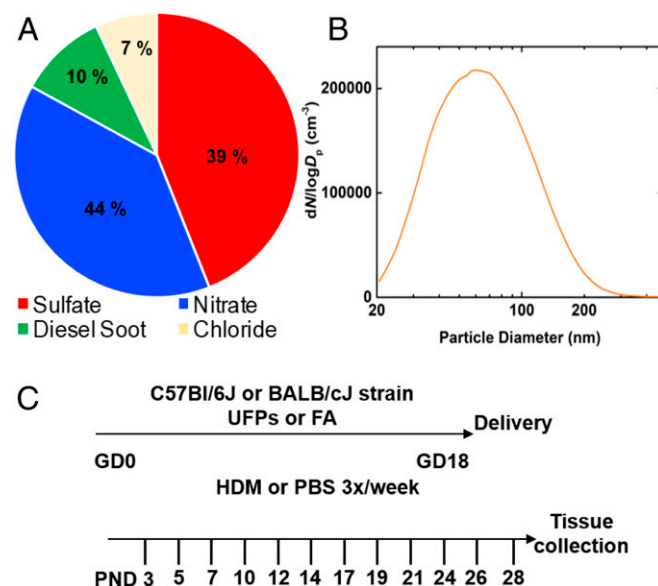 A
7 %
10 %
39 %
44 %
Sulfate
Nitrate
Diesel Soot
Chloride
B
dN/logDp (cm-3)
200000
100000
0
20
100
200
Particle Diameter (nm)
C
C57Bl/6J or BALB/cJ strain
UFPs or FA
Delivery
GD0
GD18
HDM or PBS 3x/week
Tissue
collection
PND 3 5 7 10 12 14 17 19 21 24 26 28